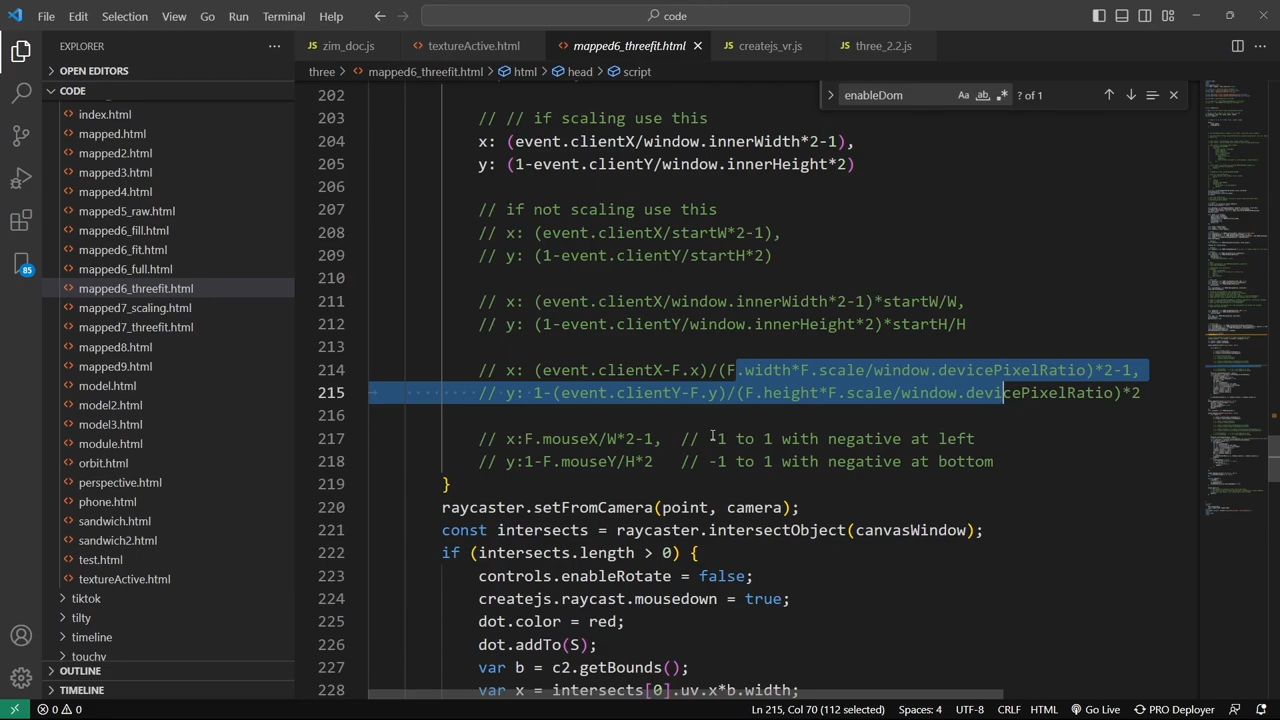 File Edit Selection View Go Run Terminal Help
code
EXPLORER
OPEN EDITORS
CODE
index.html
mapped.html
mapped2.html
mapped3.html
mapped4.html
mapped5_raw.html
mapped6_fill.html
mapped6_fit.html
mapped6_full.html
mapped6_threefit.html
mapped7_scaling.html
mapped7_threefit.html
mapped8.html
mapped9.html
model.html
model2.html
model3.html
module.html
orbit.html
perspective.html
phone.html
sandwich.html
sandwich2.html
test.html
textureActive.html
tiktok
tilty
timeline
touchy
OUTLINE
TIMELINE
85
zim_doc.js textureActive.html mapped6_threefit.html createjs_vr.js three_2.2.js
three > mapped6_threefit.html > html > head > script
enableDom Aa ab ? of 1
202
203 if scaling use this
204 x: (event.clientX/window.innerWidth*2-1),
205 y: (1-event.clientY/window.innerHeight*2)
206
207 not scaling use this
208 (event.clientX/startW*2-1),
209 (1-event.clientY/startH*2)
210
211 (event.clientX/window.innerWidth*2-1)*startW/W,
212 (1-event.clientY/window.innerHeight*2)*startH/H
213
214 (event.clientX-F.x)/(F.width*F.scale/window.devicePixelRatio)*2-1,
215 1-(event.clientY-F.y)/(F.height*F.scale/window.devicePixelRatio)*2
216
217 F.mouseX/W*2-1, // -1 to 1 with negative at left
218 F.mouseY/H*2 // -1 to 1 with negative at bottom
219 }
220 raycaster.setFromCamera(point, camera);
221 const intersects = raycaster.intersectObject(canvasWindow);
222 if (intersects.length > 0) {
223 controls.enableRotate = false;
224 createjs.raycast.mousedown = true;
225 dot.color = red;
226 dot.addTo(S);
227 var b = c2.getBounds();
228 var x = intersects[0].uv.x*b.width;
0 0 Ln 215, Col 70 (112 selected) Spaces: 4 UTF-8 CRLF HTML Go Live PRO Deployer